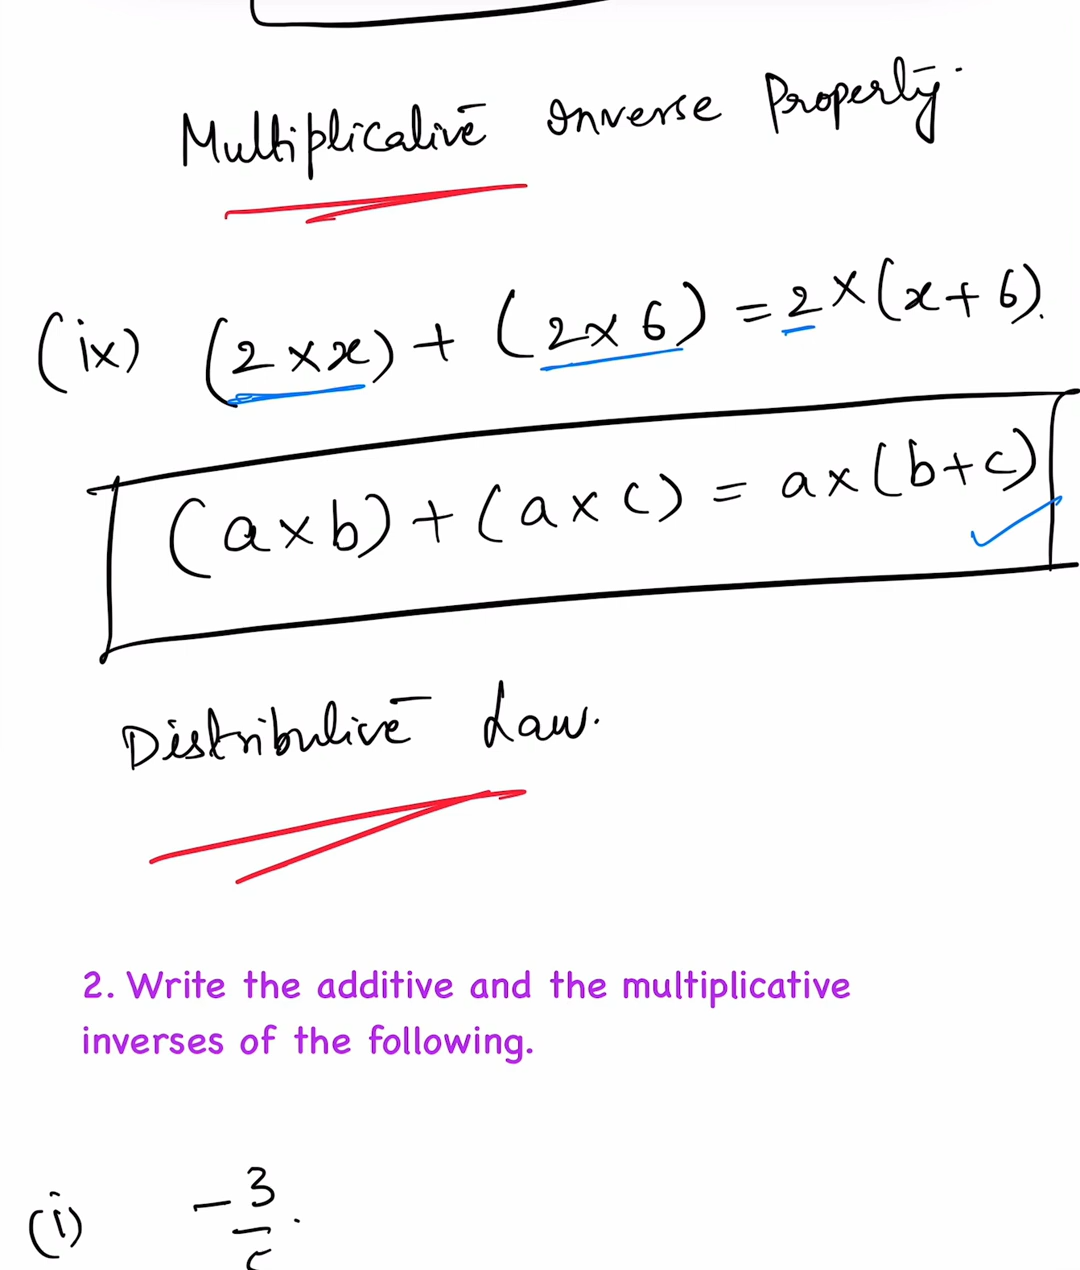 Multiplicative Inverse Property.
(ix) (2 × x) + (2 × 6) = 2 × (x + 6).
(a × b) + (a × c) = a × (b + c)
Distributive Law.
2. Write the additive and the multiplicative
inverses of the following.
(i) -3